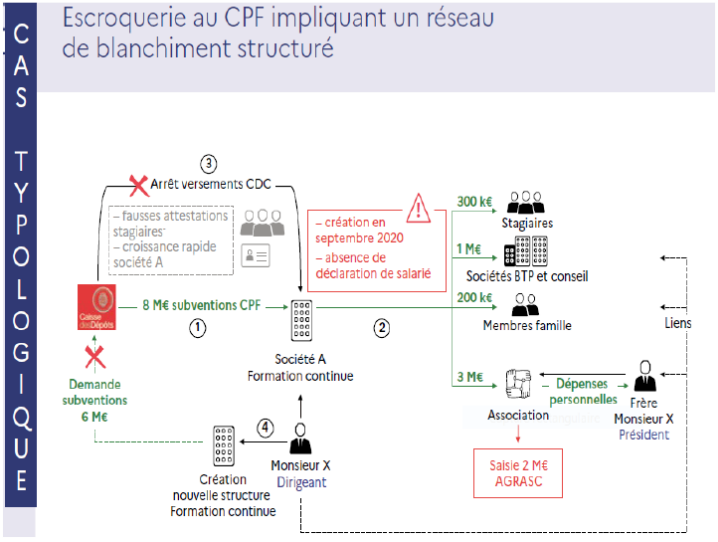 CAS TYPOLOGIQUE
Escroquerie au CPF impliquant un réseau
de blanchiment structuré
3
Arrêt versements CDC
– fausses attestations
stagiaires
– croissance rapide
société A
– création en
septembre 2020
– absence de
déclaration de salarié
300 k€
Stagiaires
1 M€
Sociétés BTP et conseil
Caisse
des Dépôts
8 M€ subventions CPF
1
2
200 k€
Membres famille
Liens
Société A
Formation continue
Demande
subventions
6 M€
3 M€
Association
Dépenses
personnelles
Frère
Monsieur X
Président
4
Création
nouvelle structure
Formation continue
Monsieur X
Dirigeant
Saisie 2 M€
AGRASC